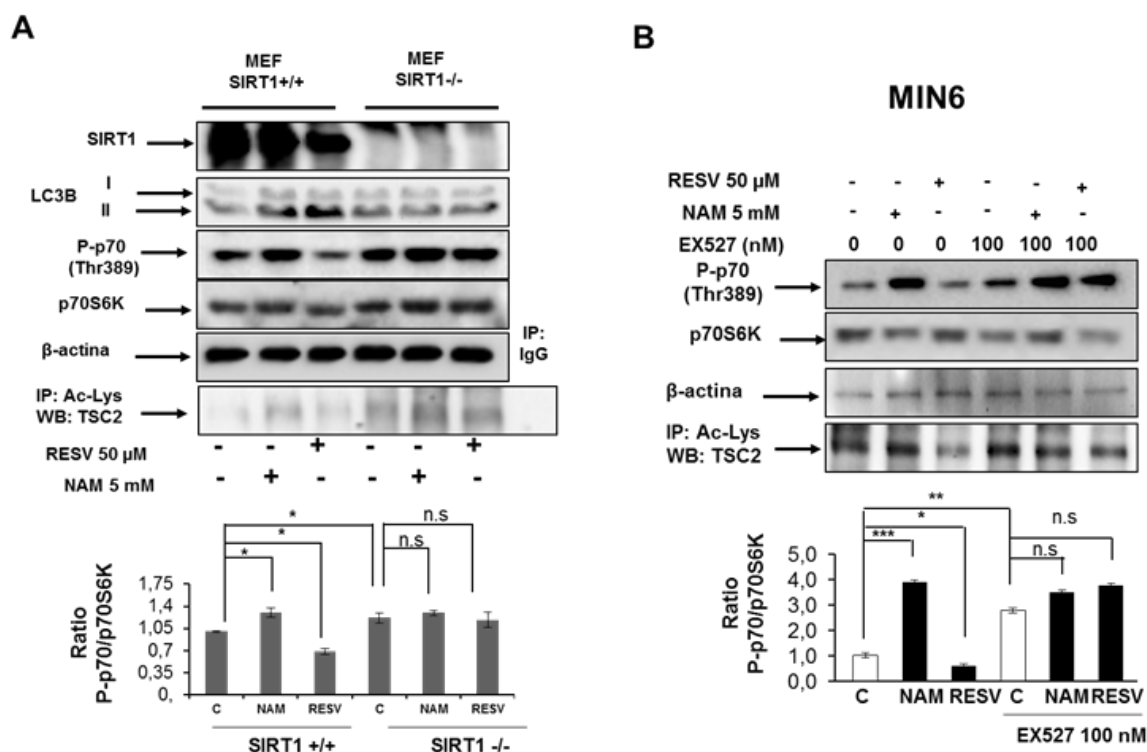 A
MEF
SIRT1+/+
MEF
SIRT1-/-
SIRT1
LC3B
I
II
P-p70
(Thr389)
p70S6K
β-actina
IP:
IgG
IP: Ac-Lys
WB: TSC2
RESV 50 µM - - + - - +
NAM 5 mM - + - - + -
* * * * n.s n.s
Ratio
P-p70/p70S6K
1,75
1,4
1,05
0,7
0,35
0,
C NAM RESV C NAM RESV
SIRT1 +/+ SIRT1 -/-
B
MIN6
RESV 50 µM - - + - - +
NAM 5 mM - + - - + -
EX527 (nM) 0 0 0 100 100 100
P-p70
(Thr389)
p70S6K
β-actina
IP: Ac-Lys
WB: TSC2
** * *** n.s n.s
Ratio
P-p70/p70S6K
5,0
4,0
3,0
2,0
1,0
0,0
C NAM RESV C NAM RESV
EX527 100 nM